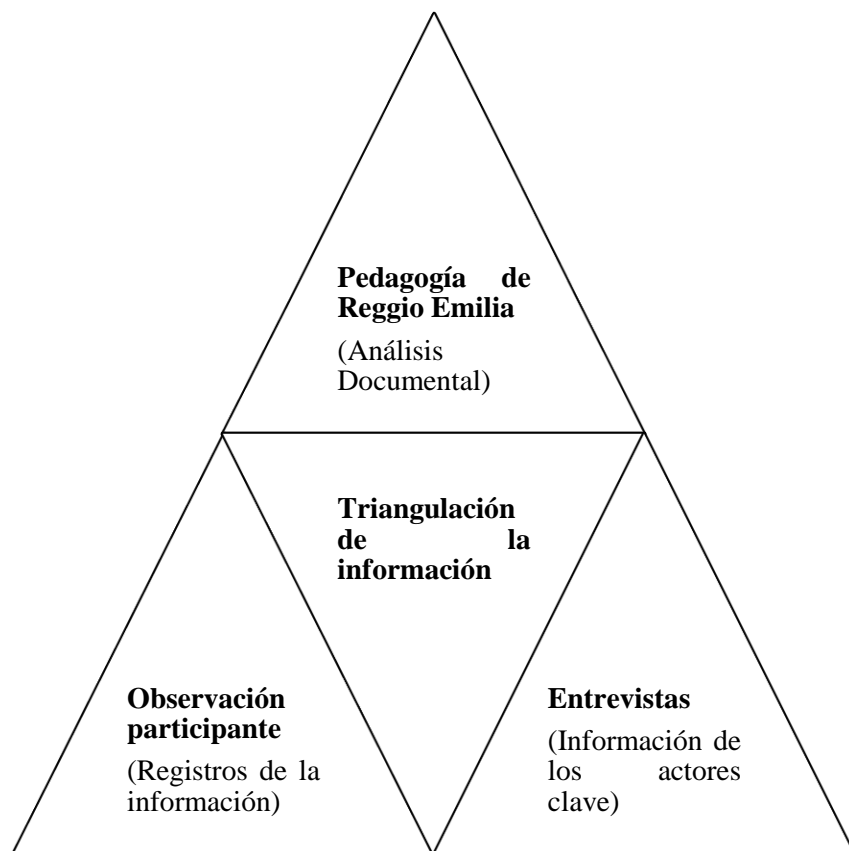 Pedagogía de
Reggio Emilia
(Análisis
Documental)
Triangulación
de la
información
Observación
participante
(Registros de la
información)
Entrevistas
(Información de
los actores
clave)